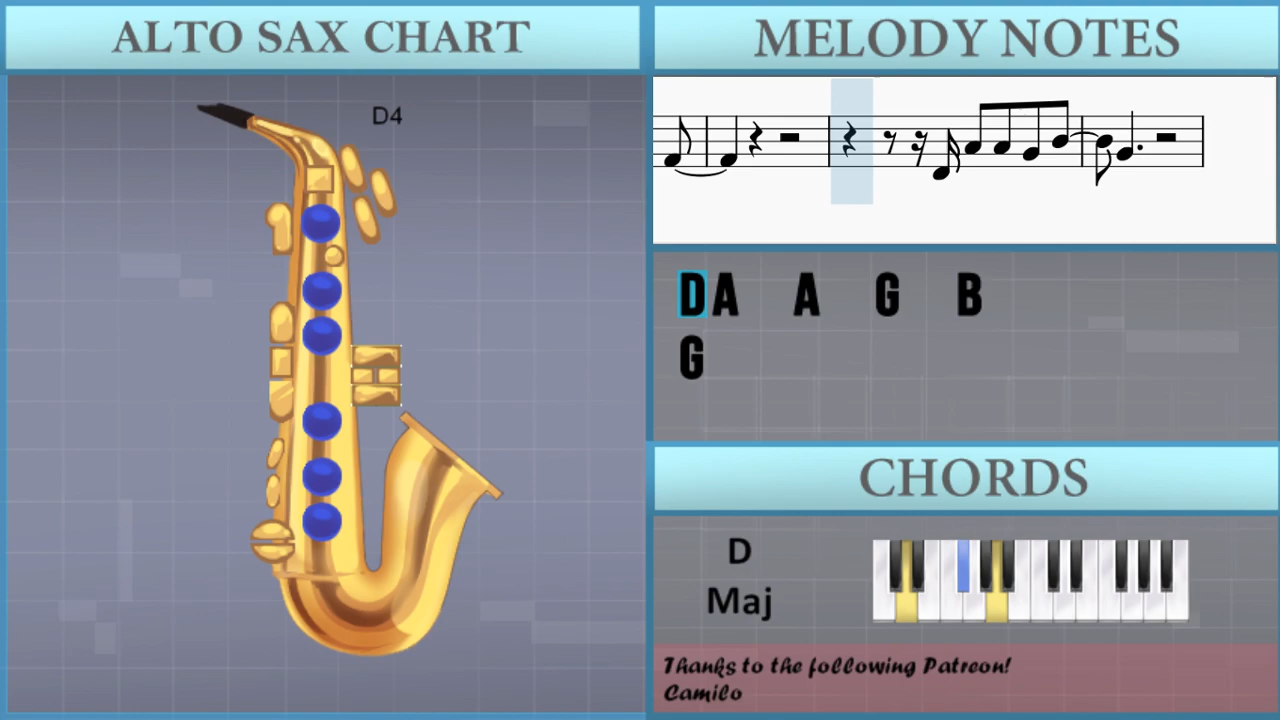 ALTO SAX CHART
D4
MELODY NOTES
D A A G B
G
CHORDS
D
Maj
Thanks to the following Patreon!
Camilo